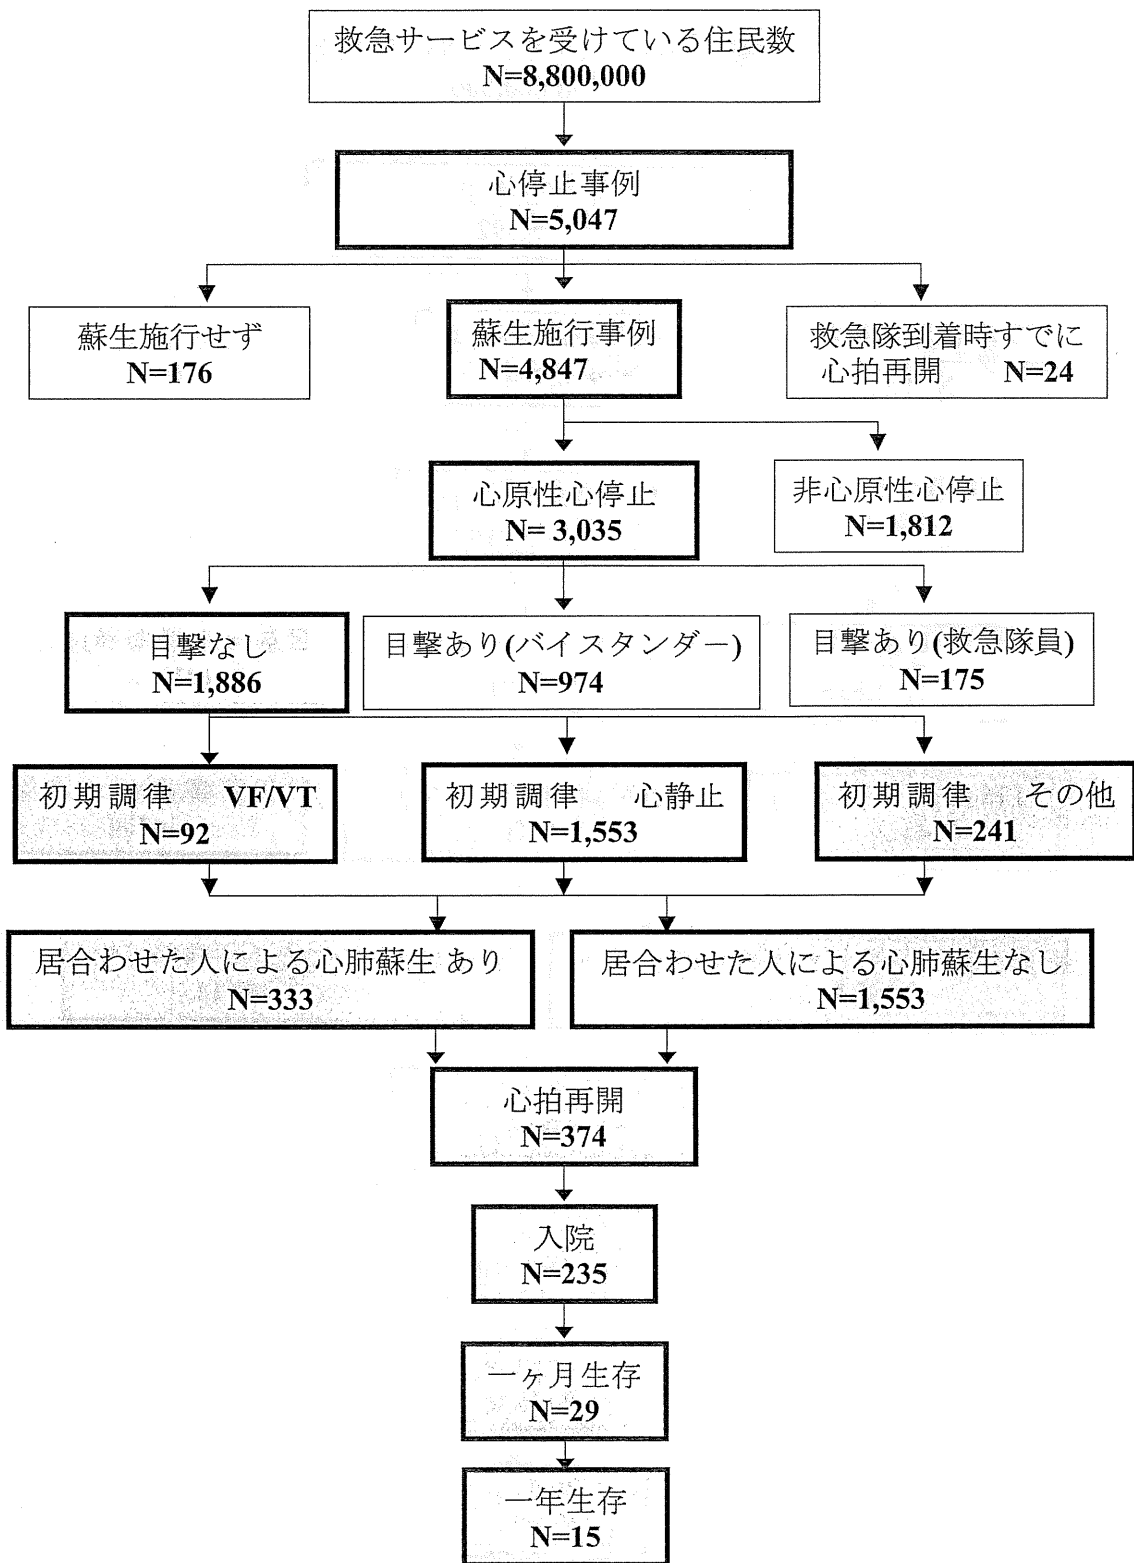 救急サービスを受けている住民数
N=8,800,000
心停止事例
N=5,047
蘇生施行せず
N=176
蘇生施行事例
N=4,847
救急隊到着時すでに
心拍再開 N=24
心原性心停止
N= 3,035
非心原性心停止
N=1,812
目撃なし
N=1,886
目撃あり(バイスタンダー)
N=974
目撃あり(救急隊員)
N=175
初期調律 VF/VT
N=92
初期調律 心静止
N=1,553
初期調律 その他
N=241
居合わせた人による心肺蘇生 あり
N=333
居合わせた人による心肺蘇生なし
N=1,553
心拍再開
N=374
入院
N=235
一ヶ月生存
N=29
一年生存
N=15